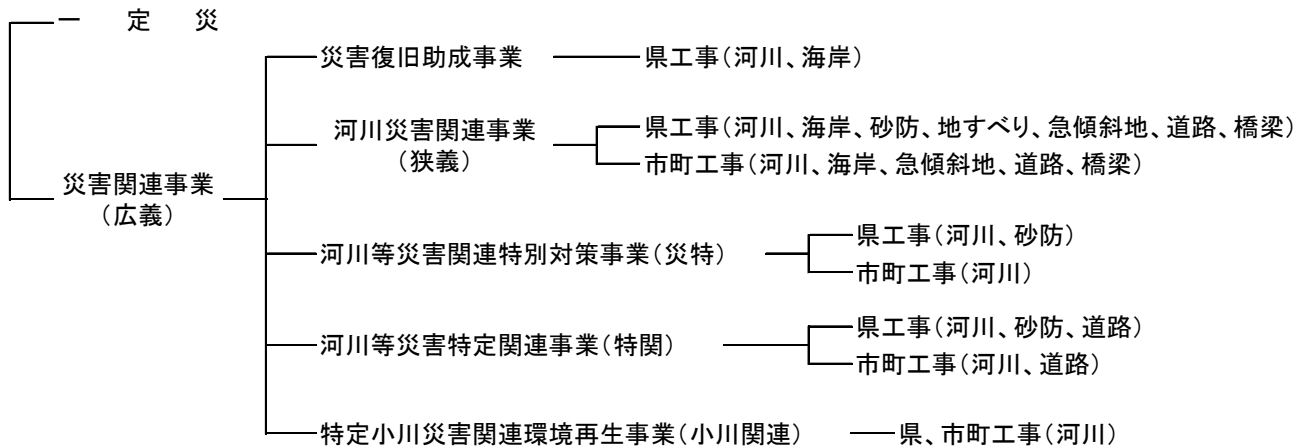 一 定 災
災害復旧助成事業 県工事(河川、海岸)
河川災害関連事業
(狭義)
県工事(河川、海岸、砂防、地すべり、急傾斜地、道路、橋梁)
市町工事(河川、海岸、急傾斜地、道路、橋梁)
災害関連事業
(広義)
河川等災害関連特別対策事業(災特)
県工事(河川、砂防)
市町工事(河川)
河川等災害特定関連事業(特関)
県工事(河川、砂防、道路)
市町工事(河川、道路)
特定小川災害関連環境再生事業(小川関連) 県、市町工事(河川)